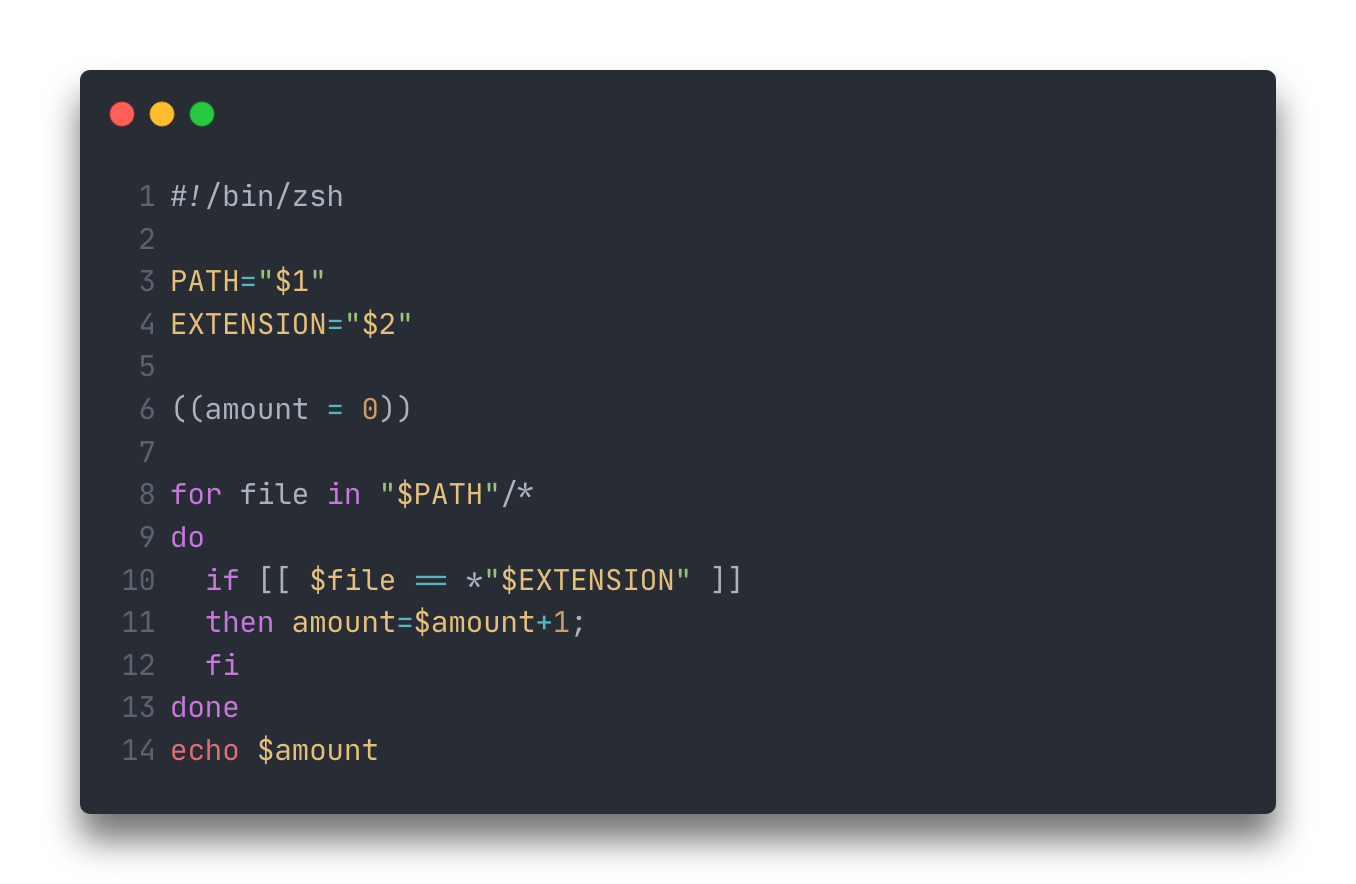 1 #!/bin/zsh
2
3 PATH="$1"
4 EXTENSION="$2"
5
6 ((amount = 0))
7
8 for file in "$PATH"/*
9 do
10   if [[ $file == *"$EXTENSION" ]]
11   then amount=$amount+1;
12   fi
13 done
14 echo $amount